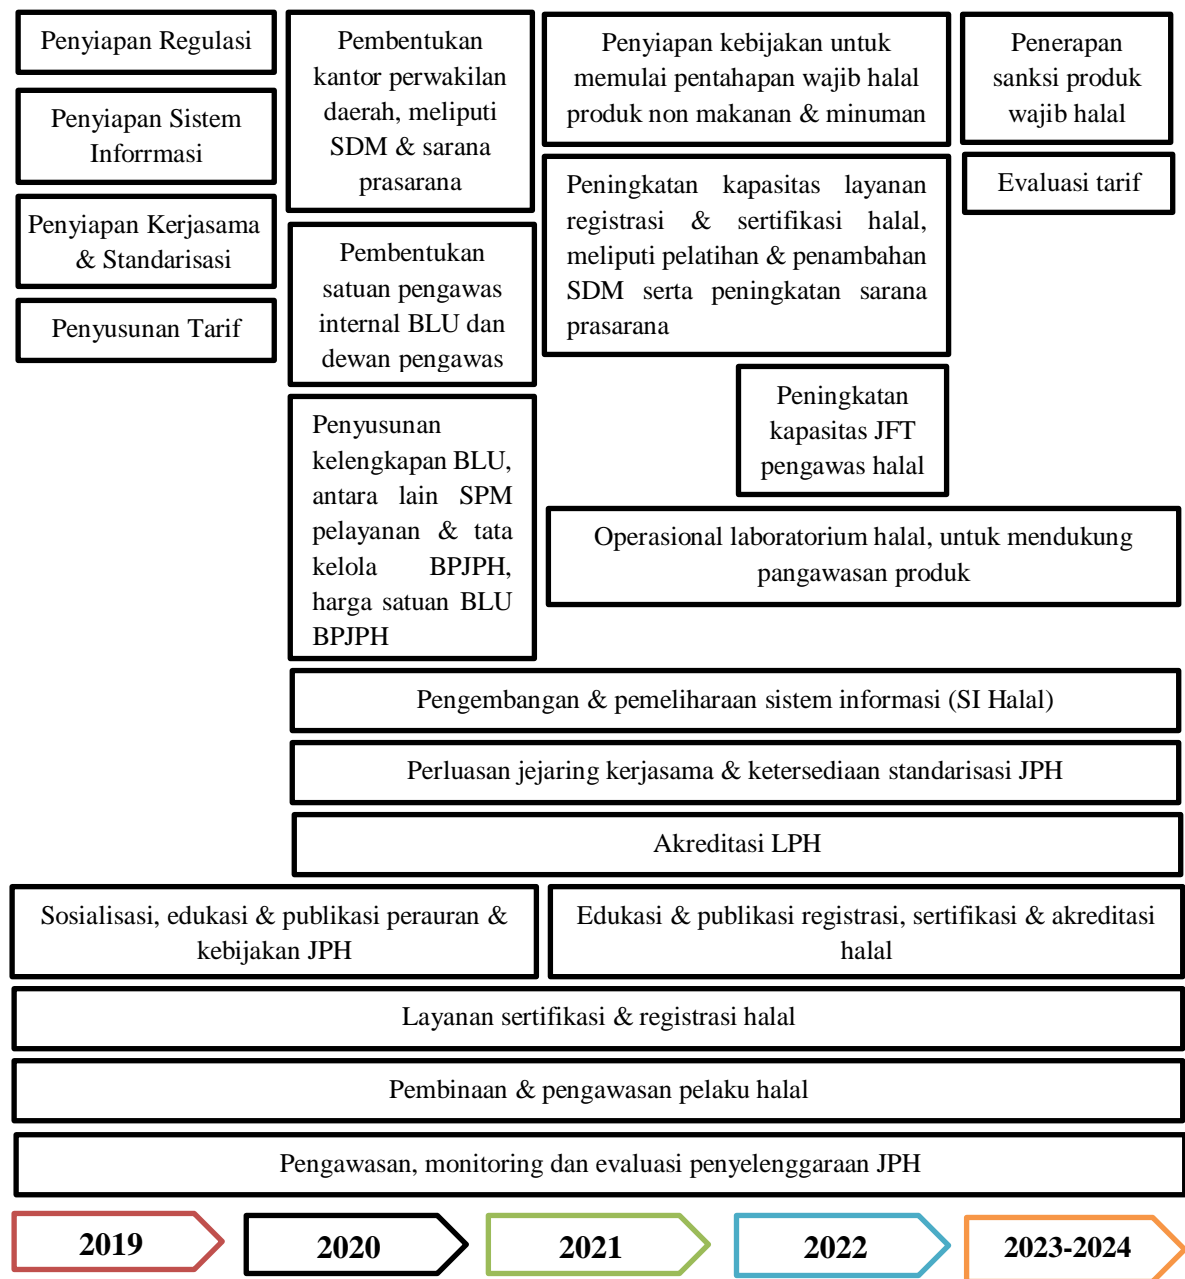 Penyiapan Regulasi
Penyiapan Sistem
Inforrmasi
Penyiapan Kerjasama
& Standarisasi
Penyusunan Tarif
Pembentukan
kantor perwakilan
daerah, meliputi
SDM & sarana
prasarana
Pembentukan
satuan pengawas
internal BLU dan
dewan pengawas
Penyusunan
kelengkapan BLU,
antara lain SPM
pelayanan & tata
kelola BPJPH,
harga satuan BLU
BPJPH
Penyiapan kebijakan untuk
memulai pentahapan wajib halal
produk non makanan & minuman
Peningkatan kapasitas layanan
registrasi & sertifikasi halal,
meliputi pelatihan & penambahan
SDM serta peningkatan sarana
prasarana
Peningkatan
kapasitas JFT
pengawas halal
Penerapan
sanksi produk
wajib halal
Evaluasi tarif
Operasional laboratorium halal, untuk mendukung
pangawasan produk
Pengembangan & pemeliharaan sistem informasi (SI Halal)
Perluasan jejaring kerjasama & ketersediaan standarisasi JPH
Akreditasi LPH
Sosialisasi, edukasi & publikasi perauran &
kebijakan JPH
Edukasi & publikasi registrasi, sertifikasi & akreditasi
halal
Layanan sertifikasi & registrasi halal
Pembinaan & pengawasan pelaku halal
Pengawasan, monitoring dan evaluasi penyelenggaraan JPH
2019
2020
2021
2022
2023-2024